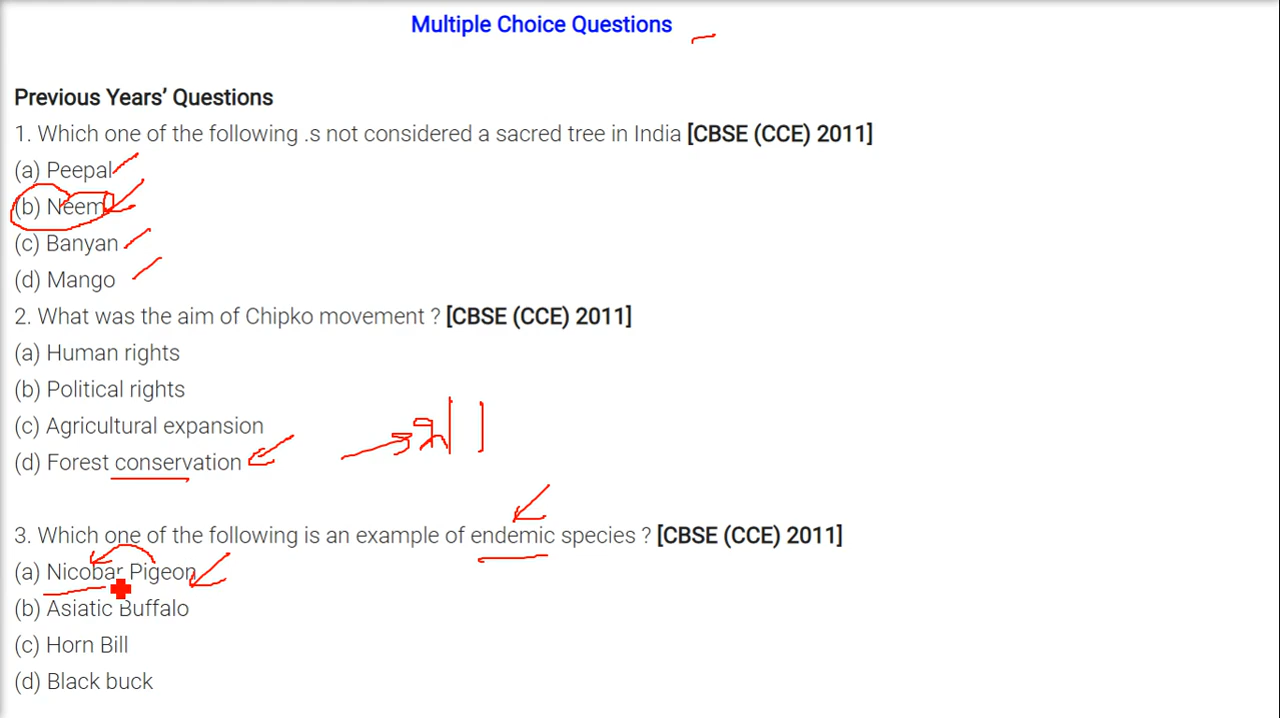 Multiple Choice Questions
Previous Years’ Questions
1. Which one of the following .s not considered a sacred tree in India [CBSE (CCE) 2011]
(a) Peepal
(b) Neem
(c) Banyan
(d) Mango
2. What was the aim of Chipko movement ? [CBSE (CCE) 2011]
(a) Human rights
(b) Political rights
(c) Agricultural expansion
(d) Forest conservation
3. Which one of the following is an example of endemic species ? [CBSE (CCE) 2011]
(a) Nicobar Pigeon
(b) Asiatic Buffalo
(c) Horn Bill
(d) Black buck